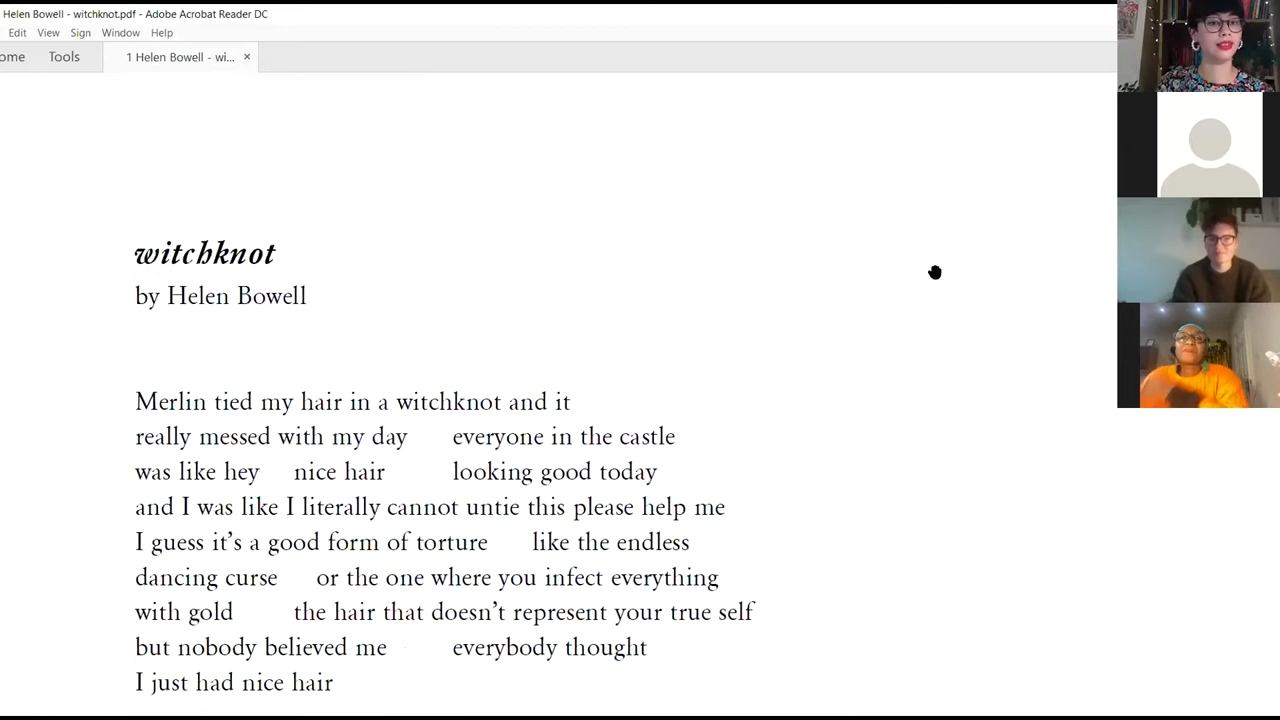 Helen Bowell - witchknot.pdf - Adobe Acrobat Reader DC
Edit View Sign Window Help
ome Tools 1 Helen Bowell - wi... ×
witchknot
by Helen Bowell
Merlin tied my hair in a witchknot and it
really messed with my day everyone in the castle
was like hey nice hair looking good today
and I was like I literally cannot untie this please help me
I guess it’s a good form of torture like the endless
dancing curse or the one where you infect everything
with gold the hair that doesn’t represent your true self
but nobody believed me everybody thought
I just had nice hair